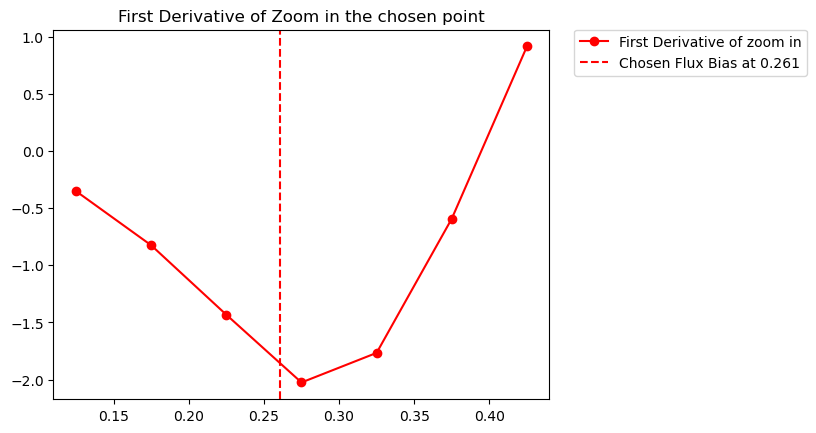 First Derivative of Zoom in the chosen point
First Derivative of zoom in
Chosen Flux Bias at 0.261
1.0
0.5
0.0
−0.5
−1.0
−1.5
−2.0
0.15 0.20 0.25 0.30 0.35 0.40